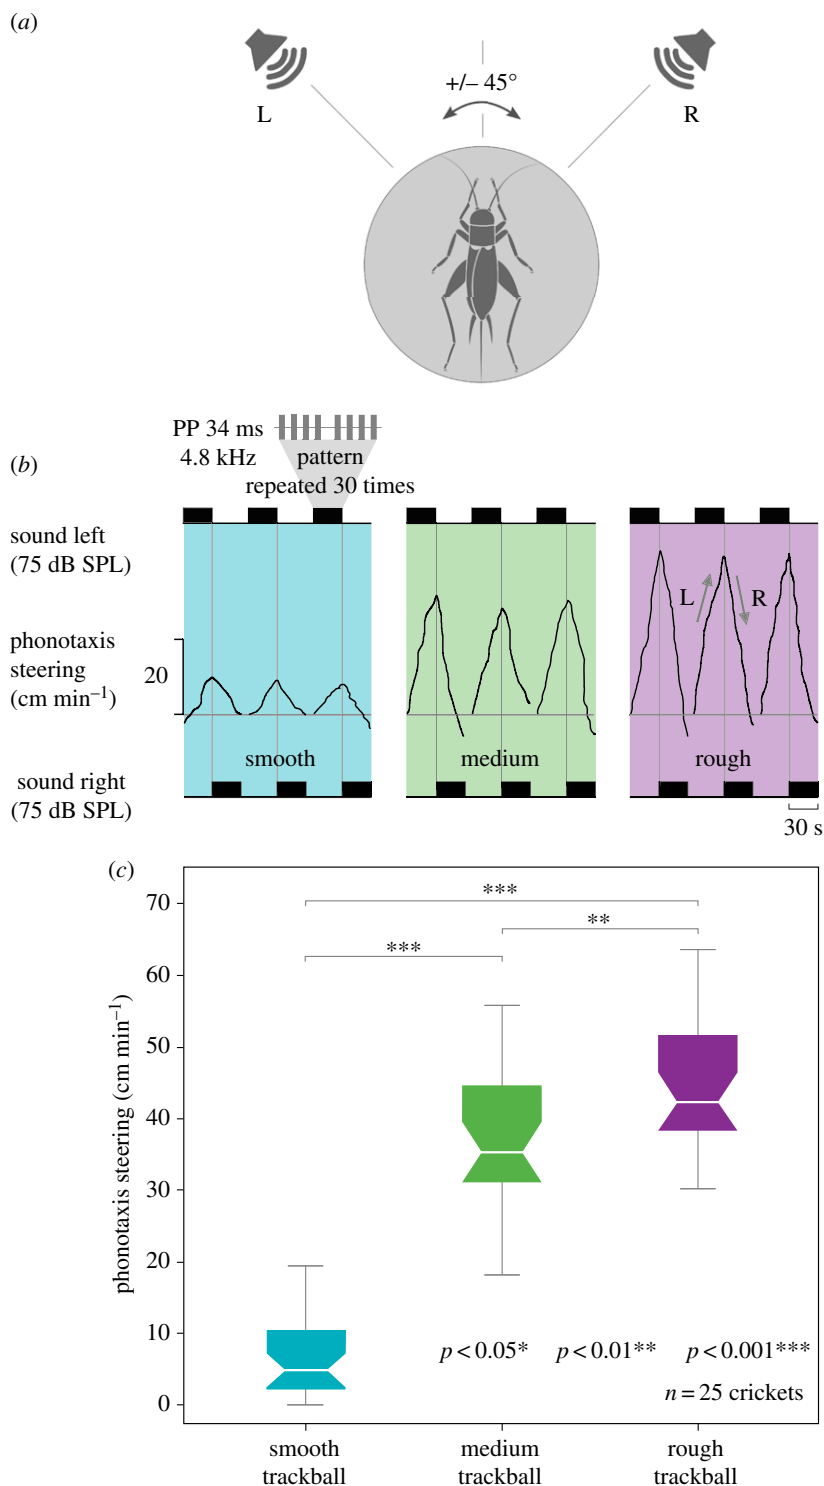 (a)
+/– 45°
L
R
PP 34 ms
4.8 kHz
pattern
repeated 30 times
(b)
sound left
(75 dB SPL)
L
R
phonotaxis
steering
(cm min⁻¹)
20
smooth
medium
rough
sound right
(75 dB SPL)
30 s
(c)
phonotaxis steering (cm min⁻¹)
70
60
50
40
30
20
10
0
***
**
***
p < 0.05*
p < 0.01**
p < 0.001***
n = 25 crickets
smooth
trackball
medium
trackball
rough
trackball